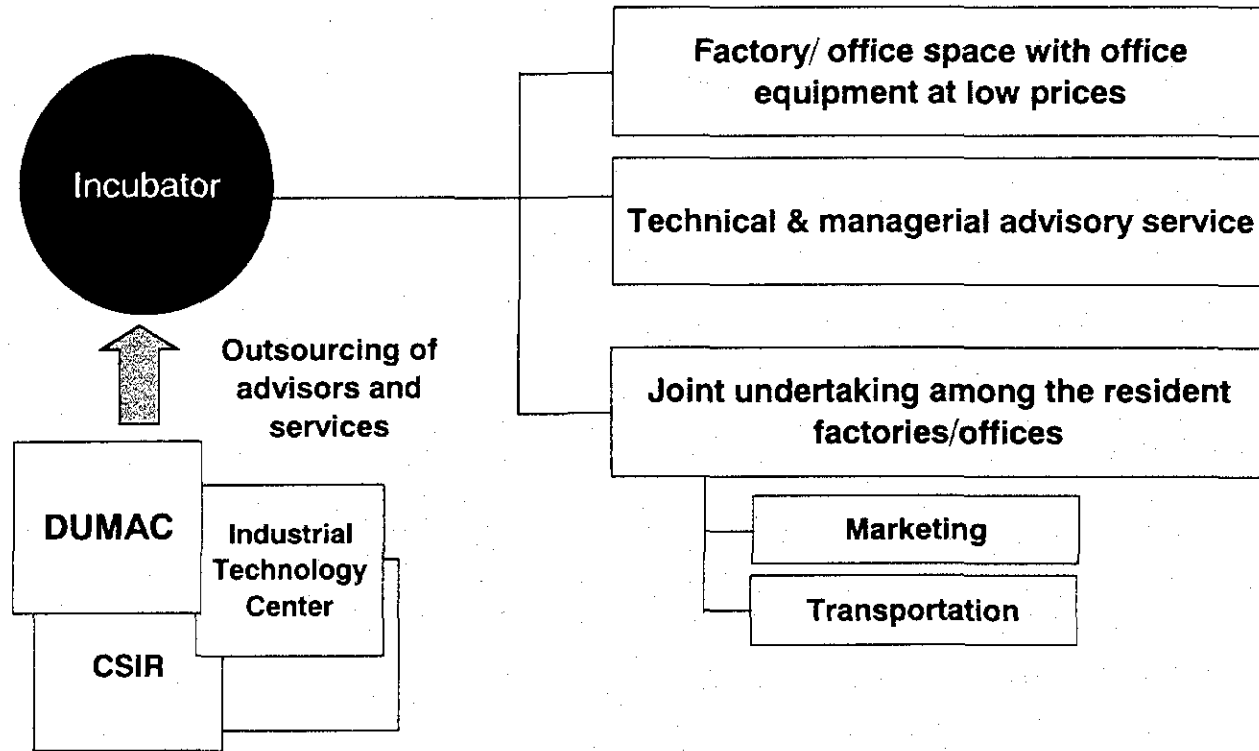 Factory/ office space with office
equipment at low prices
Incubator
Technical & managerial advisory service
Outsourcing of
advisors and
services
Joint undertaking among the resident
factories/offices
Marketing
Transportation
DUMAC
Industrial
Technology
Center
CSIR